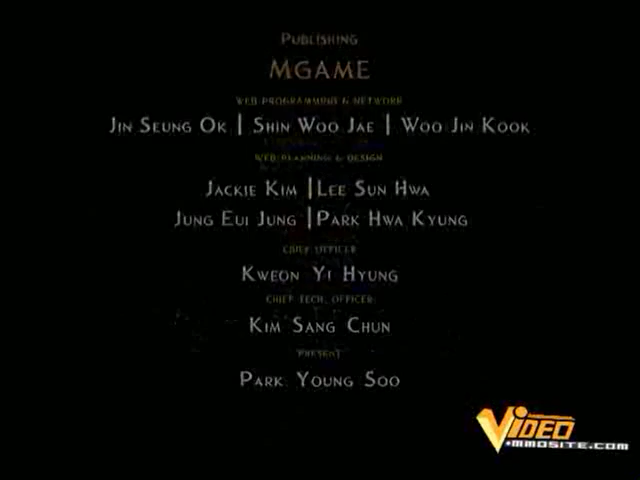 Publishing
MGAME
WEB PROGRAMMING & NETWORK
Jin Seung Ok | Shin Woo Jae | Woo Jin Kook
WEB PLANNING & DESIGN
Jackie Kim | Lee Sun Hwa
Jung Eui Jung | Park Hwa Kyung
CHIEF OFFICER
Kweon Yi Hyung
CHIEF TECH. OFFICER
Kim Sang Chun
PRESENT
Park Young Soo
VIDEO
.MMOSITE.COM